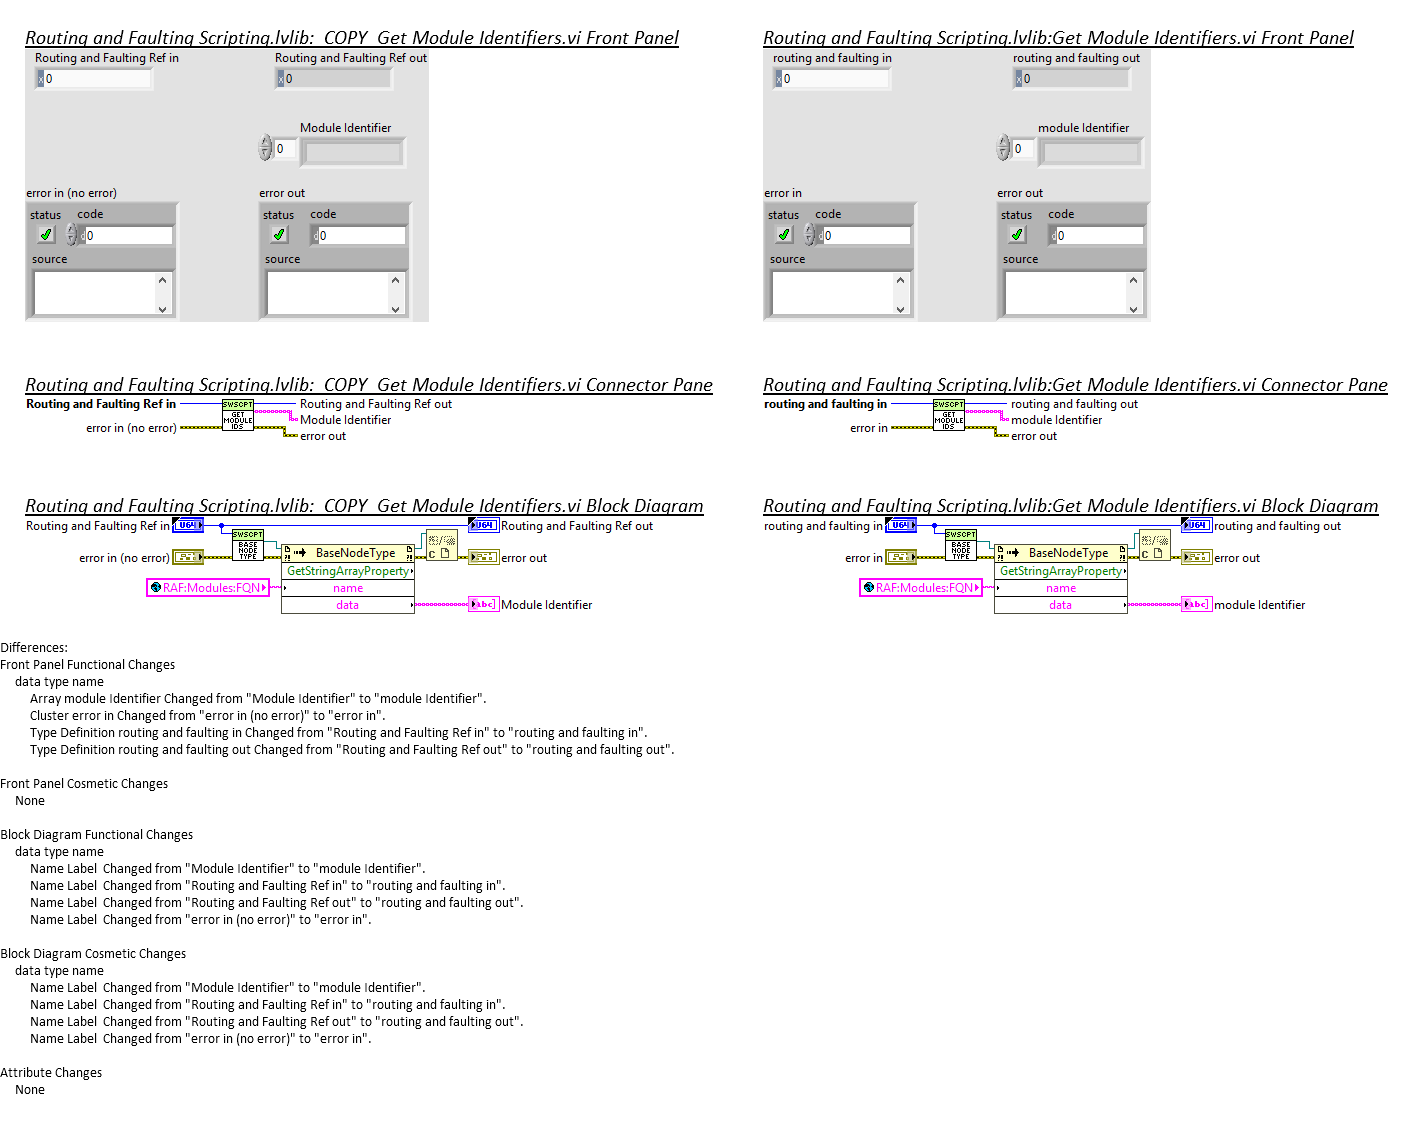 Routing and Faulting Scripting.lvlib:_COPY_Get Module Identifiers.vi Front Panel
Routing and Faulting Ref in
Routing and Faulting Ref out
x 0
x 0
Module Identifier
0
error in (no error)
error out
status code
status code
d 0
d 0
source
source
Routing and Faulting Scripting.lvlib:Get Module Identifiers.vi Front Panel
routing and faulting in
routing and faulting out
x 0
x 0
module Identifier
0
error in
error out
status code
status code
d 0
d 0
source
source
Routing and Faulting Scripting.lvlib:_COPY_Get Module Identifiers.vi Connector Pane
Routing and Faulting Ref in
SWSCPT
GET
MODULE
IDS
Routing and Faulting Ref out
Module Identifier
error in (no error)
error out
Routing and Faulting Scripting.lvlib:Get Module Identifiers.vi Connector Pane
routing and faulting in
SWSCPT
GET
MODULE
IDS
routing and faulting out
module Identifier
error in
error out
Routing and Faulting Scripting.lvlib:_COPY_Get Module Identifiers.vi Block Diagram
Routing and Faulting Ref in
U64
U64
Routing and Faulting Ref out
SWSCPT
BASE
NODE
TYPE
error in (no error)
BaseNodeType
C
error out
GetStringArrayProperty
RAF:Modules:FQN
name
data
abc
Module Identifier
Routing and Faulting Scripting.lvlib:Get Module Identifiers.vi Block Diagram
routing and faulting in
U64
U64
routing and faulting out
SWSCPT
BASE
NODE
TYPE
error in
BaseNodeType
C
error out
GetStringArrayProperty
RAF:Modules:FQN
name
data
abc
module Identifier
Differences:
Front Panel Functional Changes
data type name
Array module Identifier Changed from "Module Identifier" to "module Identifier".
Cluster error in Changed from "error in (no error)" to "error in".
Type Definition routing and faulting in Changed from "Routing and Faulting Ref in" to "routing and faulting in".
Type Definition routing and faulting out Changed from "Routing and Faulting Ref out" to "routing and faulting out".
Front Panel Cosmetic Changes
None
Block Diagram Functional Changes
data type name
Name Label  Changed from "Module Identifier" to "module Identifier".
Name Label  Changed from "Routing and Faulting Ref in" to "routing and faulting in".
Name Label  Changed from "Routing and Faulting Ref out" to "routing and faulting out".
Name Label  Changed from "error in (no error)" to "error in".
Block Diagram Cosmetic Changes
data type name
Name Label  Changed from "Module Identifier" to "module Identifier".
Name Label  Changed from "Routing and Faulting Ref in" to "routing and faulting in".
Name Label  Changed from "Routing and Faulting Ref out" to "routing and faulting out".
Name Label  Changed from "error in (no error)" to "error in".
Attribute Changes
None